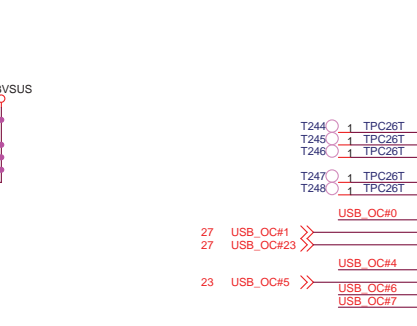 VSUS
T244 1 TPC26T
T245 1 TPC26T
T246 1 TPC26T
T247 1 TPC26T
T248 1 TPC26T
USB_OC#0
27 USB_OC#1
27 USB_OC#23
USB_OC#4
23 USB_OC#5
USB_OC#6
USB_OC#7